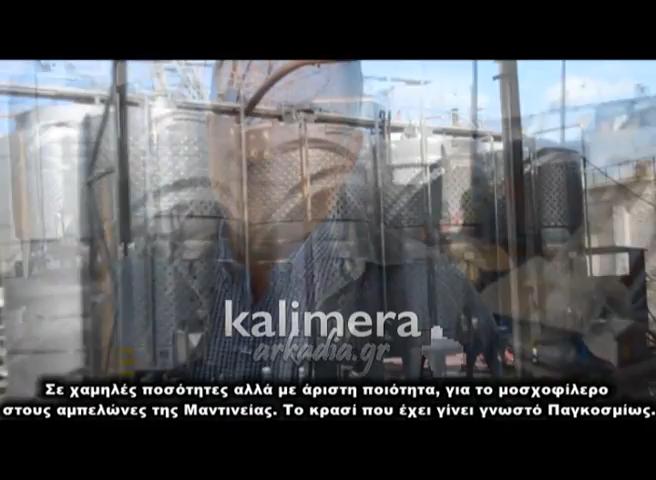 kalimera
arkadia.gr
Σε χαμηλές ποσότητες αλλά με άριστη ποιότητα, για το μοσχοφίλερο
στους αμπελώνες της Μαντινείας. Το κρασί που έχει γίνει γνωστό Παγκοσμίως.